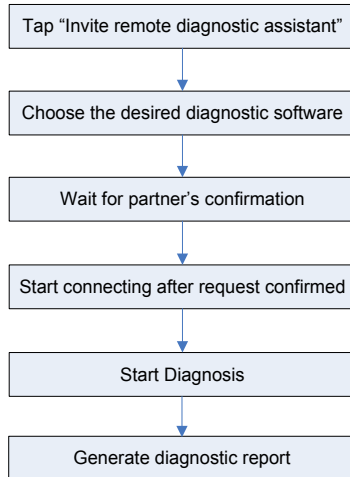 Tap “Invite remote diagnostic assistant”
Choose the desired diagnostic software
Wait for partner’s confirmation
Start connecting after request confirmed
Start Diagnosis
Generate diagnostic report